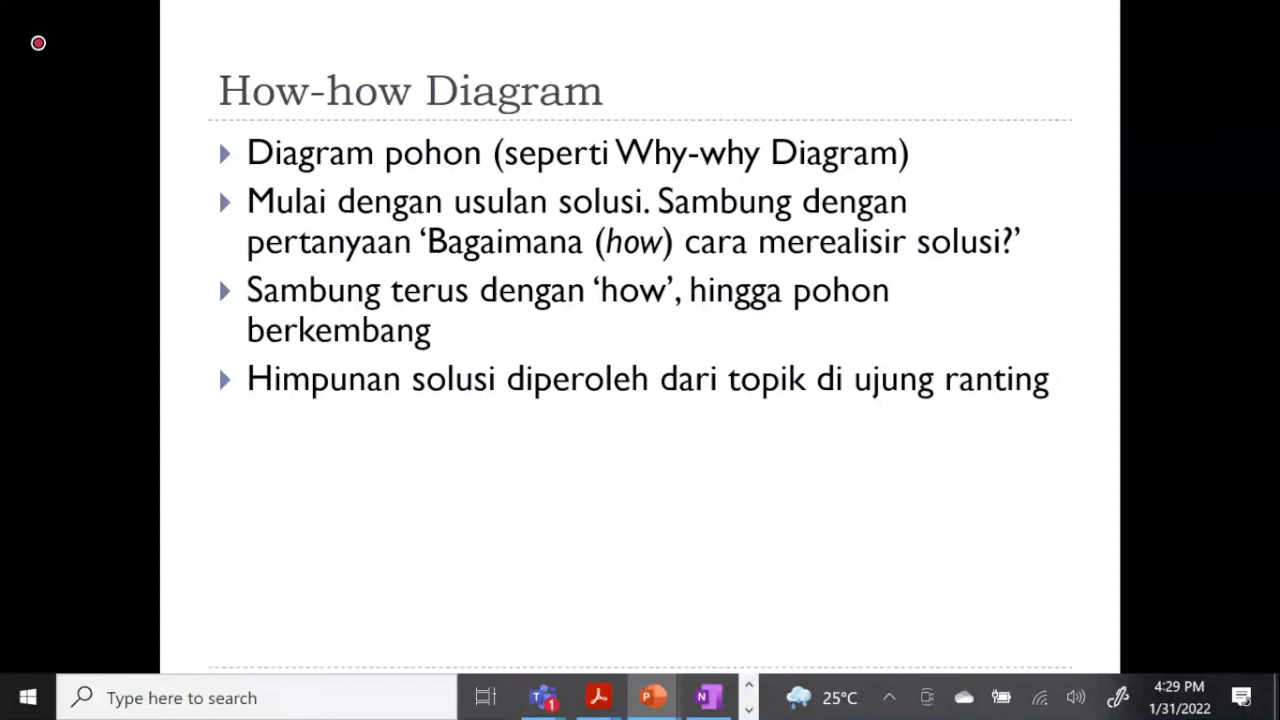 How-how Diagram
Diagram pohon (seperti Why-why Diagram)
Mulai dengan usulan solusi. Sambung dengan
pertanyaan ‘Bagaimana (how) cara merealisir solusi?’
Sambung terus dengan ‘how’, hingga pohon
berkembang
Himpunan solusi diperoleh dari topik di ujung ranting
Type here to search
1
25°C
4:29 PM
1/31/2022